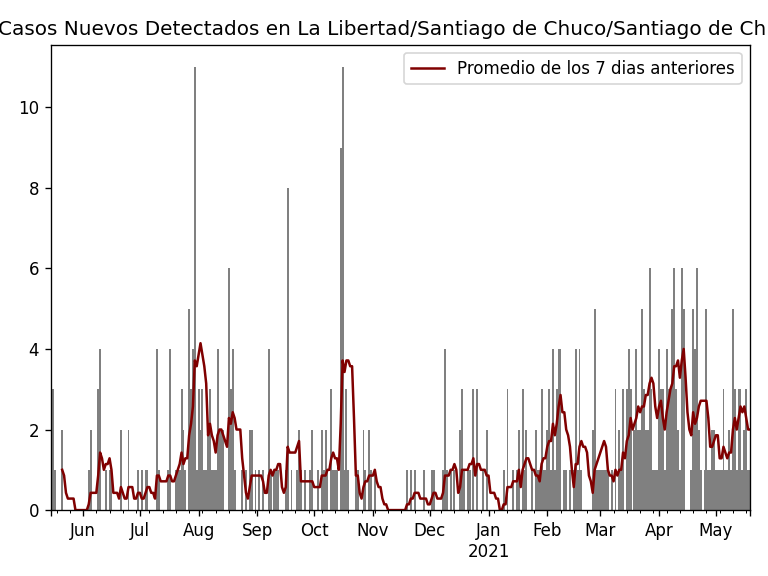 Casos Nuevos Detectados en La Libertad/Santiago de Chuco/Santiago de Ch
Promedio de los 7 dias anteriores
10
8
6
4
2
0
Jun Jul Aug Sep Oct Nov Dec Jan Feb Mar Apr May
2021